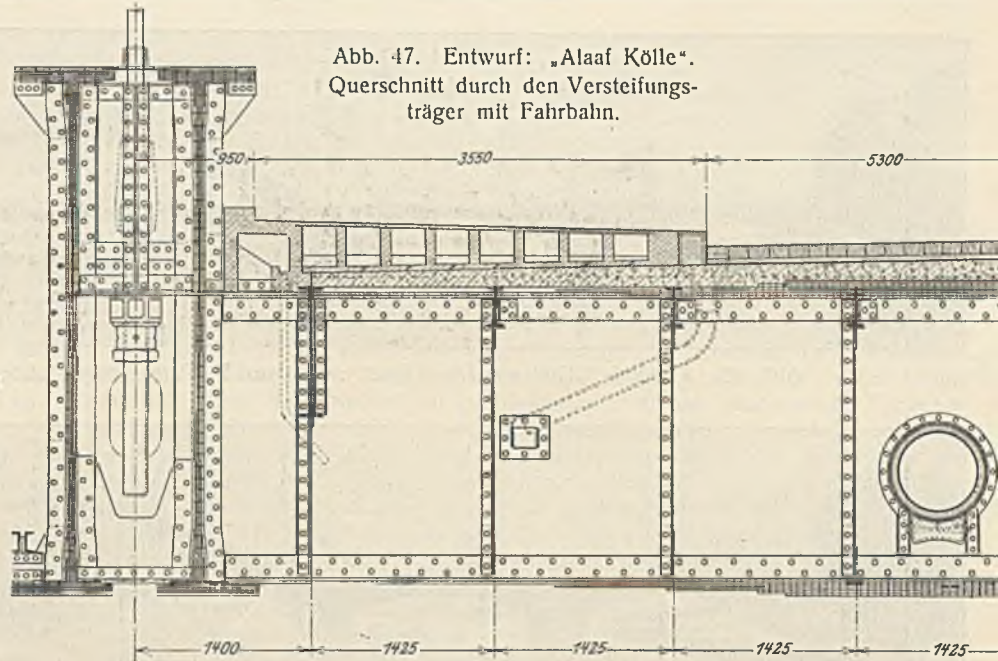 Abb. 47. Entwurf: „Alaaf Kölle“.
Querschnitt durch den Versteifungs-
träger mit Fahrbahn.
950 3550 5300
1400 1425 1425 1425 1425